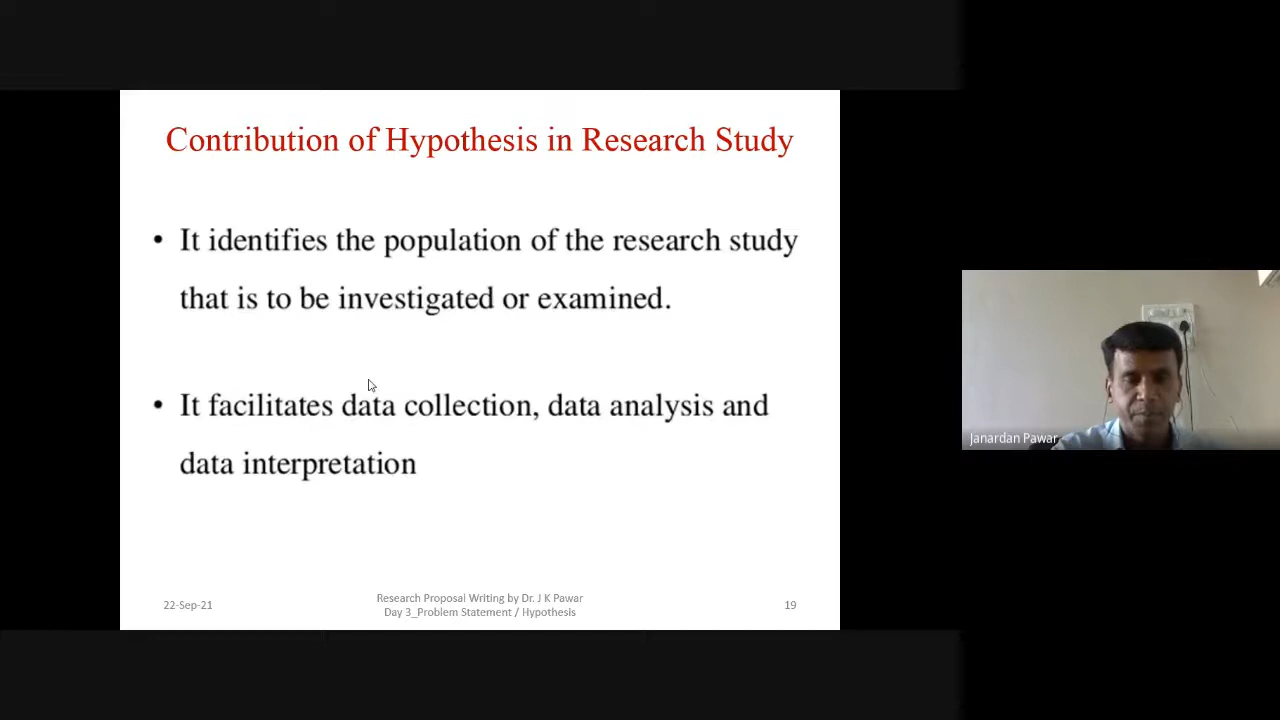 Contribution of Hypothesis in Research Study
• It identifies the population of the research study
that is to be investigated or examined.
• It facilitates data collection, data analysis and
data interpretation
22-Sep-21
Research Proposal Writing by Dr. J K Pawar
Day 3_Problem Statement / Hypothesis
19
Janardan Pawar